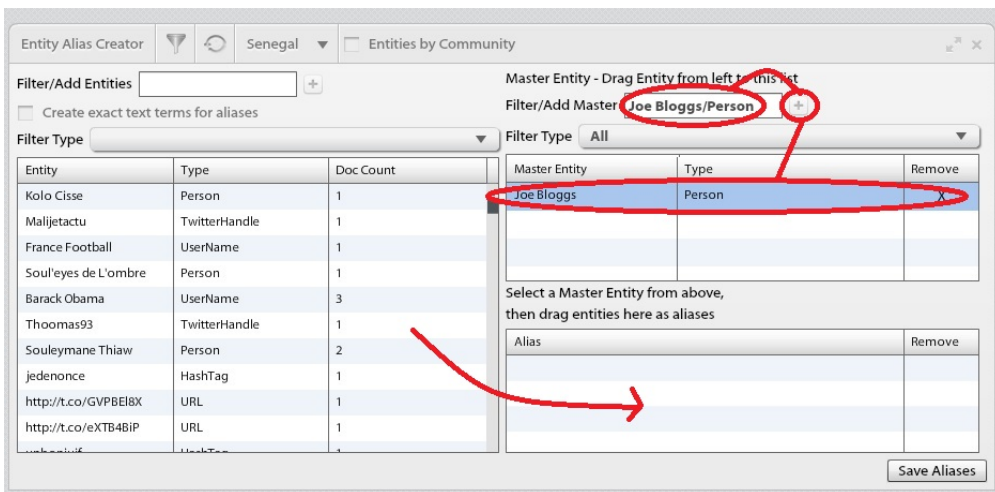 Entity Alias Creator Senegal Entities by Community
Filter/Add Entities
Create exact text terms for aliases
Filter Type
Entity Type Doc Count
Kolo Cisse Person 1
Malijetactu TwitterHandle 1
France Football UserName 1
Soul'eyes de L'ombre Person 1
Barack Obama UserName 3
Thoomas93 TwitterHandle 1
Souleymane Thiaw Person 2
jedenonce HashTag 1
http://t.co/GVPBEl8X URL 1
http://t.co/eXTB4BiP URL 1
HashTag 1
Master Entity - Drag Entity from left to this list
Filter/Add Master Joe Bloggs/Person +
Filter Type All
Master Entity Type Remove
Joe Bloggs Person X
Select a Master Entity from above,
then drag entities here as aliases
Alias Remove
Save Aliases